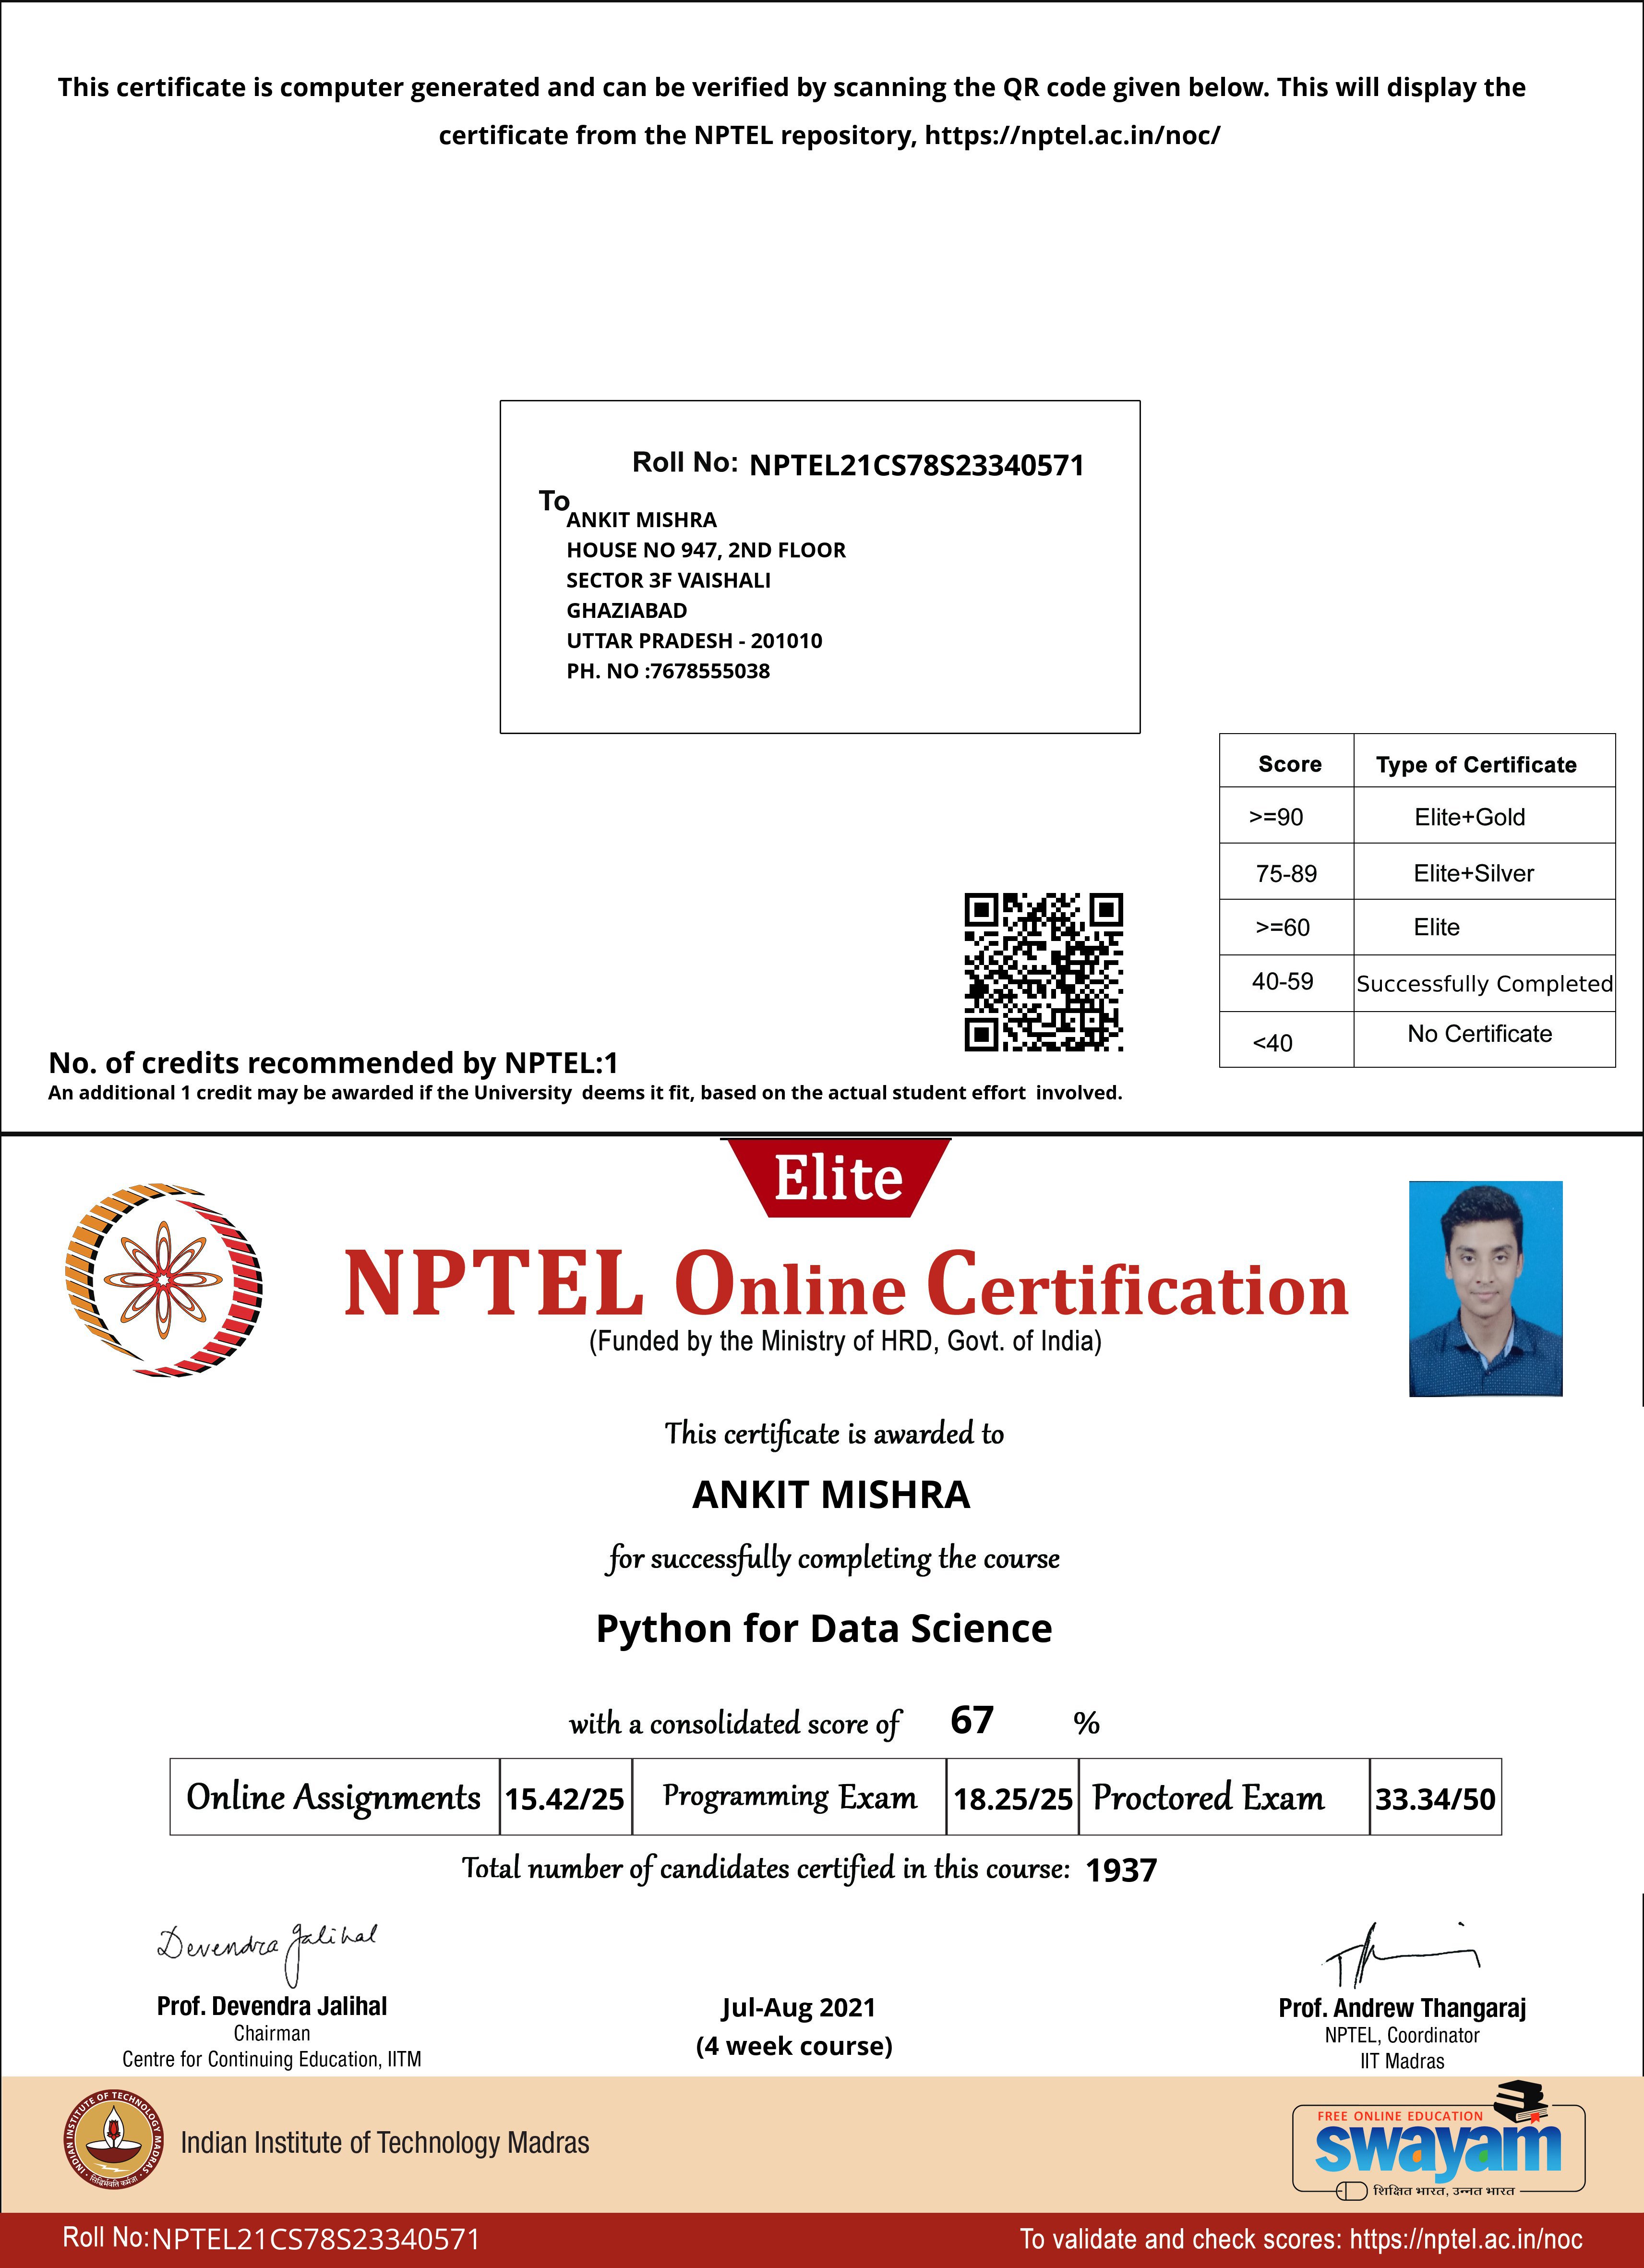 This certificate is computer generated and can be verified by scanning the QR code given below. This will display the
certificate from the NPTEL repository, https://nptel.ac.in/noc/
Roll No: NPTEL21CS78S23340571
To
ANKIT MISHRA
HOUSE NO 947, 2ND FLOOR
SECTOR 3F VAISHALI
GHAZIABAD
UTTAR PRADESH - 201010
PH. NO :7678555038
Score Type of Certificate
>=90 Elite+Gold
75-89 Elite+Silver
>=60 Elite
40-59 Successfully Completed
<40 No Certificate
No. of credits recommended by NPTEL:1
An additional 1 credit may be awarded if the University deems it fit, based on the actual student effort involved.
Elite
NPTEL Online Certification
(Funded by the Ministry of HRD, Govt. of India)
This certificate is awarded to
ANKIT MISHRA
for successfully completing the course
Python for Data Science
with a consolidated score of 67 %
Online Assignments 15.42/25 Programming Exam 18.25/25 Proctored Exam 33.34/50
Total number of candidates certified in this course: 1937
Devendra Jalihal
Prof. Devendra Jalihal
Chairman
Centre for Continuing Education, IITM
Jul-Aug 2021
(4 week course)
Prof. Andrew Thangaraj
NPTEL, Coordinator
IIT Madras
INDIAN INSTITUTE OF TECHNOLOGY MADRAS
सिद्धिर्भवति कर्मजा
Indian Institute of Technology Madras
FREE ONLINE EDUCATION
swayam
शिक्षित भारत, उन्नत भारत
Roll No:NPTEL21CS78S23340571
To validate and check scores: https://nptel.ac.in/noc